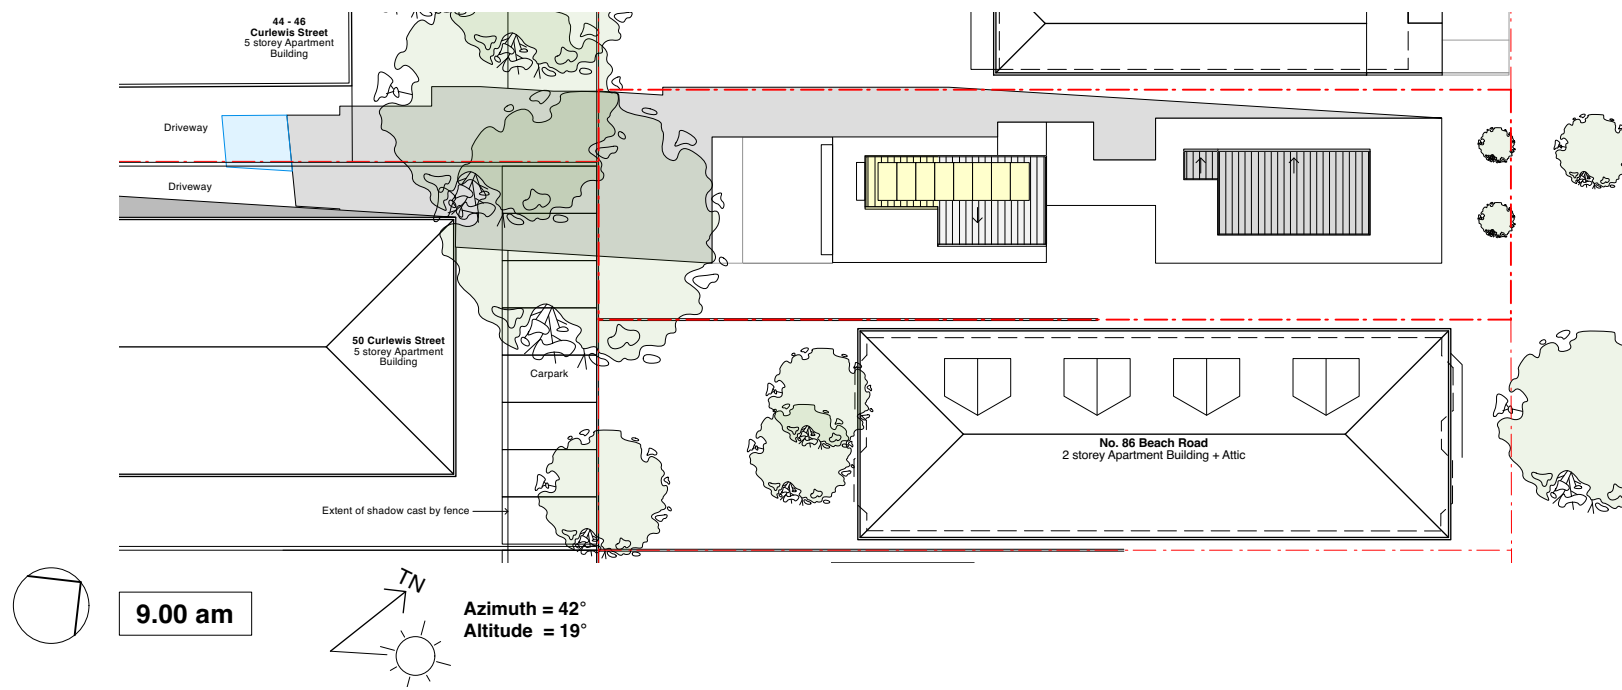 44 - 46
Curlewis Street
5 storey Apartment
Building
Driveway
Driveway
50 Curlewis Street
5 storey Apartment
Building
Carpark
No. 86 Beach Road
2 storey Apartment Building + Attic
Extent of shadow cast by fence
9.00 am
TN
Azimuth = 42°
Altitude = 19°